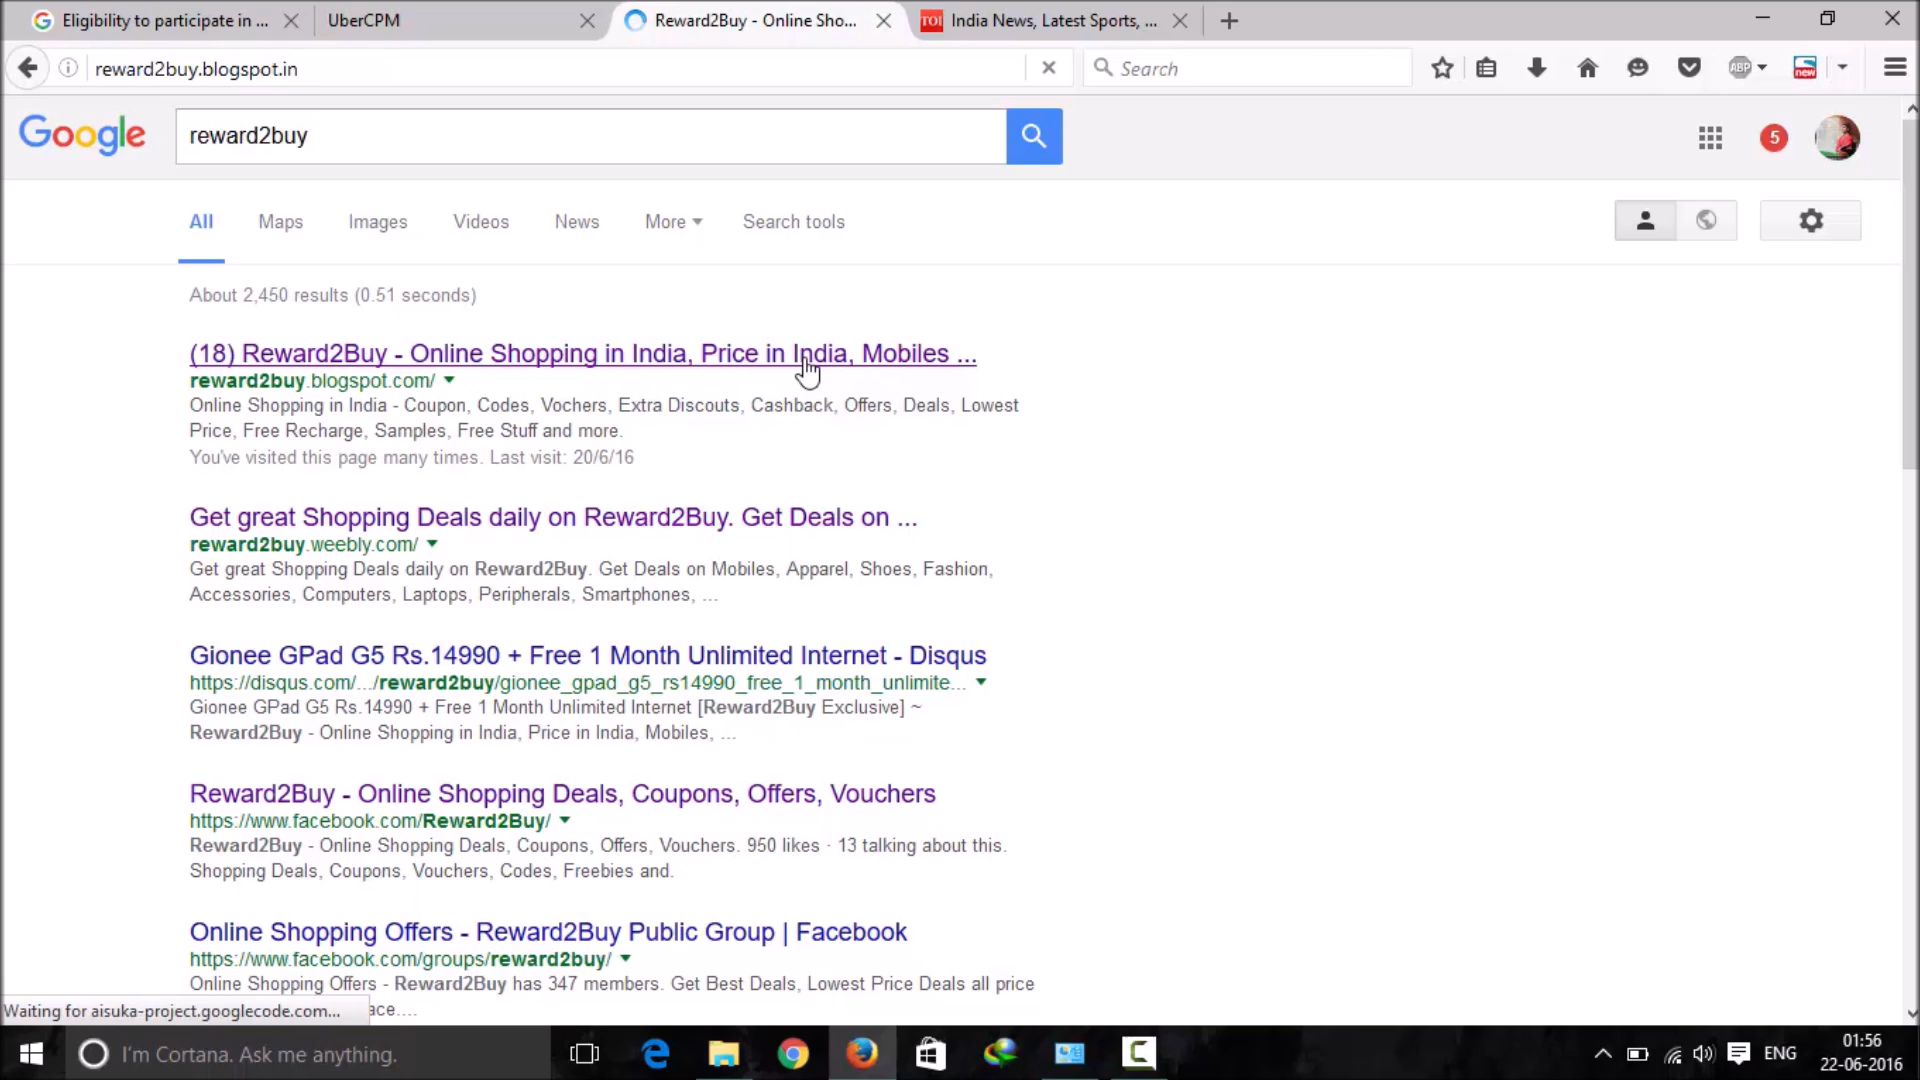 Eligibility to participate in ...
UberCPM
Reward2Buy - Online Sho...
TOI India News, Latest Sports, ...
reward2buy.blogspot.in
Search
ABP
new
Google
reward2buy
5
All
Maps
Images
Videos
News
More
Search tools
About 2,450 results (0.51 seconds)
(18) Reward2Buy - Online Shopping in India, Price in India, Mobiles ...
reward2buy.blogspot.com/
Online Shopping in India - Coupon, Codes, Vochers, Extra Discouts, Cashback, Offers, Deals, Lowest
Price, Free Recharge, Samples, Free Stuff and more.
You've visited this page many times. Last visit: 20/6/16
Get great Shopping Deals daily on Reward2Buy. Get Deals on ...
reward2buy.weebly.com/
Get great Shopping Deals daily on Reward2Buy. Get Deals on Mobiles, Apparel, Shoes, Fashion,
Accessories, Computers, Laptops, Peripherals, Smartphones, ...
Gionee GPad G5 Rs.14990 + Free 1 Month Unlimited Internet - Disqus
https://disqus.com/.../reward2buy/gionee_gpad_g5_rs14990_free_1_month_unlimite...
Gionee GPad G5 Rs.14990 + Free 1 Month Unlimited Internet [Reward2Buy Exclusive] ~
Reward2Buy - Online Shopping in India, Price in India, Mobiles, ...
Reward2Buy - Online Shopping Deals, Coupons, Offers, Vouchers
https://www.facebook.com/Reward2Buy/
Reward2Buy - Online Shopping Deals, Coupons, Offers, Vouchers. 950 likes · 13 talking about this.
Shopping Deals, Coupons, Vouchers, Codes, Freebies and.
Online Shopping Offers - Reward2Buy Public Group | Facebook
https://www.facebook.com/groups/reward2buy/
Online Shopping Offers - Reward2Buy has 347 members. Get Best Deals, Lowest Price Deals all price
Waiting for aisuka-project.googlecode.com...
ace....
I'm Cortana. Ask me anything.
ENG
01:56
22-06-2016